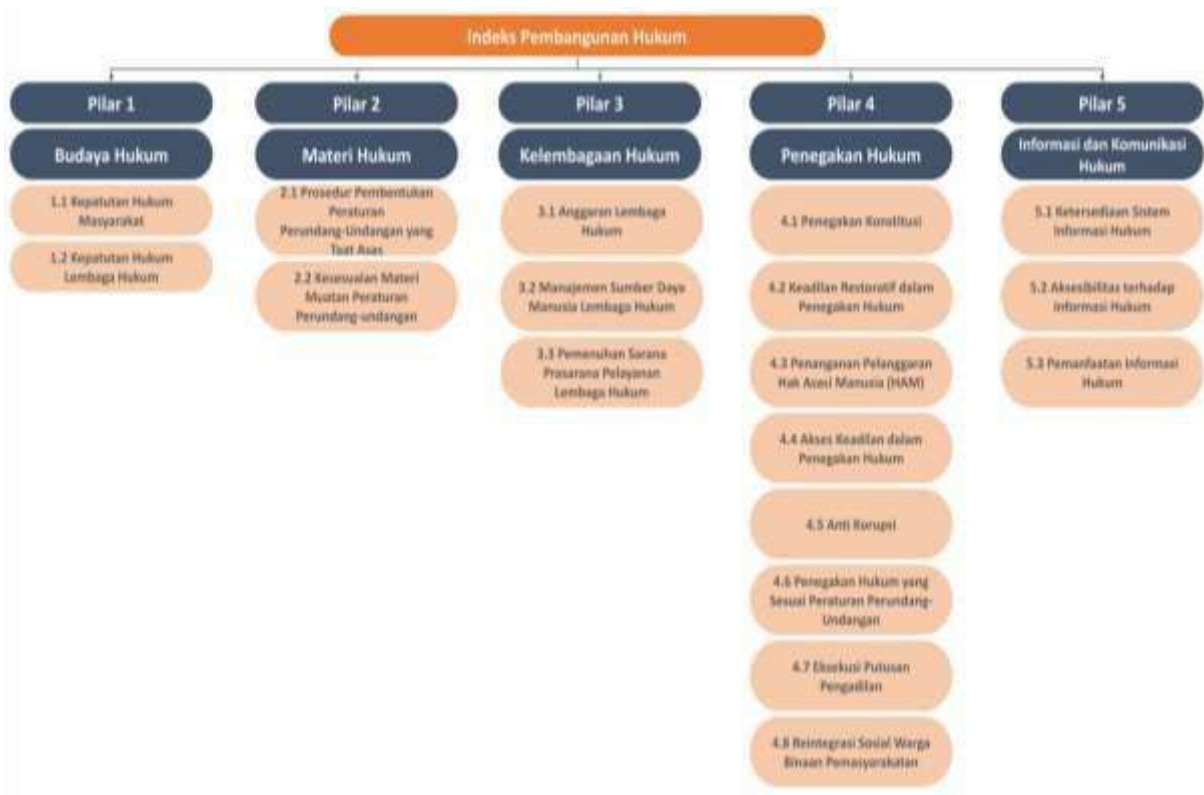 Indeks Pembangunan Hukum
Pilar 1
Budaya Hukum
1.1 Kepatutan Hukum
Masyarakat
1.2 Kepatutan Hukum
Lembaga Hukum
Pilar 2
Materi Hukum
2.1 Prosedur Pembentukan
Peraturan
Perundang-Undangan yang
Taat Asas
2.2 Kesesuaian Materi
Muatan Peraturan
Perundang-undangan
Pilar 3
Kelembagaan Hukum
3.1 Anggaran Lembaga
Hukum
3.2 Manajemen Sumber Daya
Manusia Lembaga Hukum
3.3 Pemenuhan Sarana
Prasarana Pelayanan
Lembaga Hukum
Pilar 4
Penegakan Hukum
4.1 Penegakan Konstitusi
4.2 Keadilan Restoratif dalam
Penegakan Hukum
4.3 Penanganan Pelanggaran
Hak Asasi Manusia (HAM)
4.4 Akses Keadilan dalam
Penegakan Hukum
4.5 Anti Korupsi
4.6 Penegakan Hukum yang
Sesuai Peraturan Perundang-
Undangan
4.7 Eksekusi Putusan
Pengadilan
4.8 Reintegrasi Sosial Warga
Binaan Pemasyarakatan
Pilar 5
Informasi dan Komunikasi
Hukum
5.1 Ketersediaan Sistem
Informasi Hukum
5.2 Aksesibilitas terhadap
Informasi Hukum
5.3 Pemanfaatan Informasi
Hukum